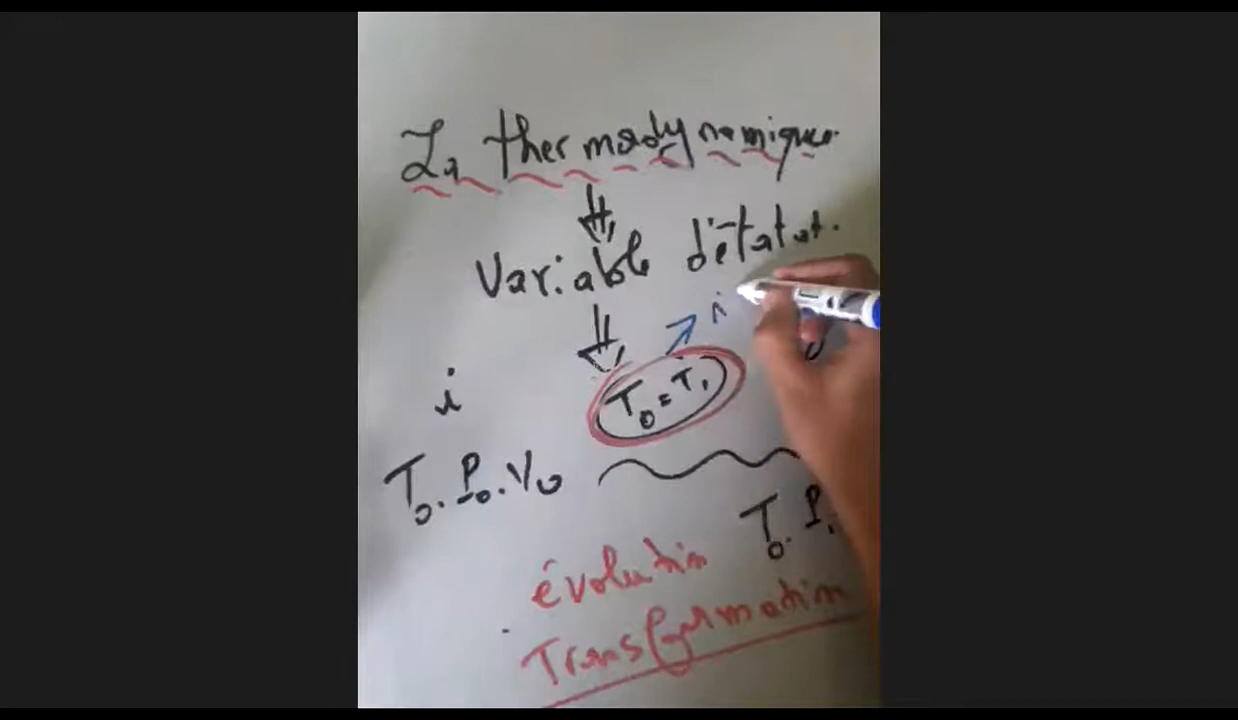 La thermodynamique
Variable d'état
i
T₀ = T₁
i
T₀ . P₀ . V₀
T₀ . P₁
évolution
Transformation